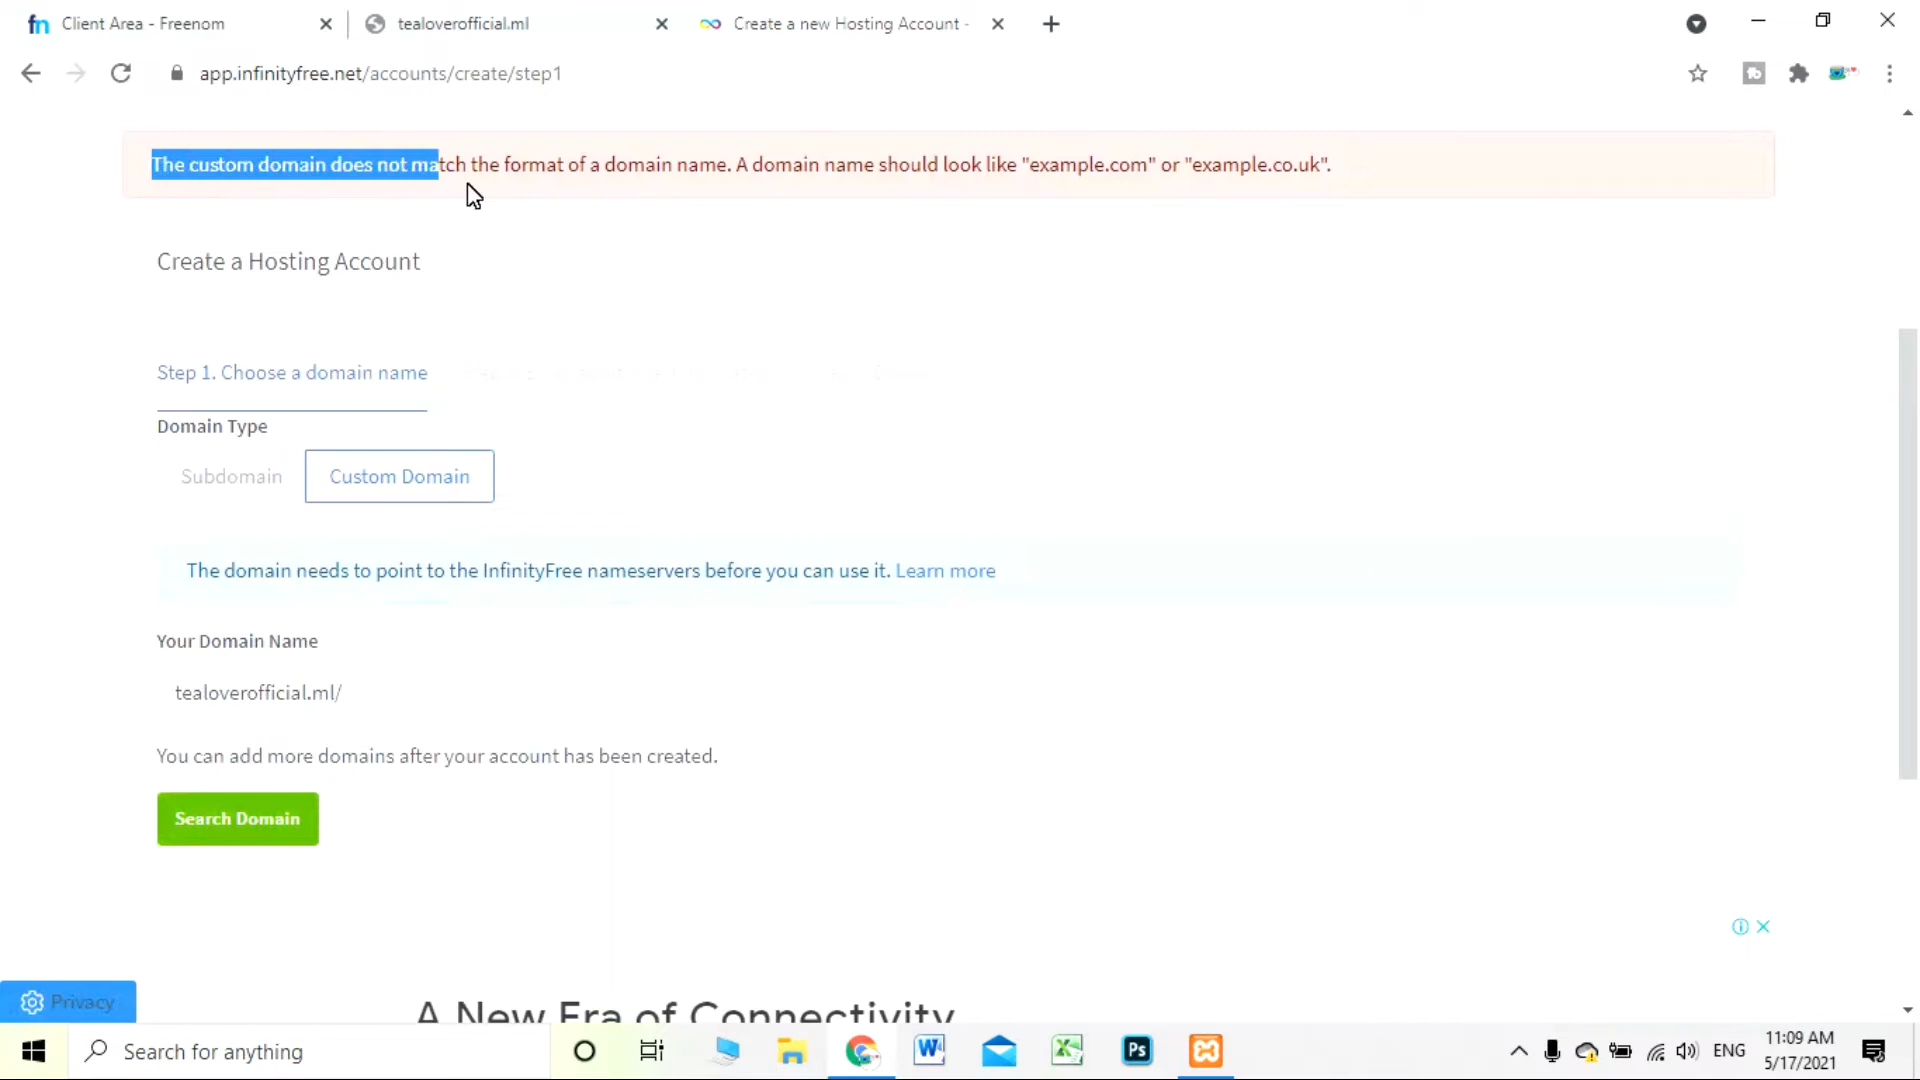 Client Area - Freenom
tealoverofficial.ml
Create a new Hosting Account -
app.infinityfree.net/accounts/create/step1
The custom domain does not match the format of a domain name. A domain name should look like "example.com" or "example.co.uk".
Create a Hosting Account
Step 1. Choose a domain name
Domain Type
Subdomain
Custom Domain
The domain needs to point to the InfinityFree nameservers before you can use it. Learn more
Your Domain Name
tealoverofficial.ml/
You can add more domains after your account has been created.
Search Domain
Privacy
A New Era of Connectivity
Search for anything
ENG
11:09 AM
5/17/2021